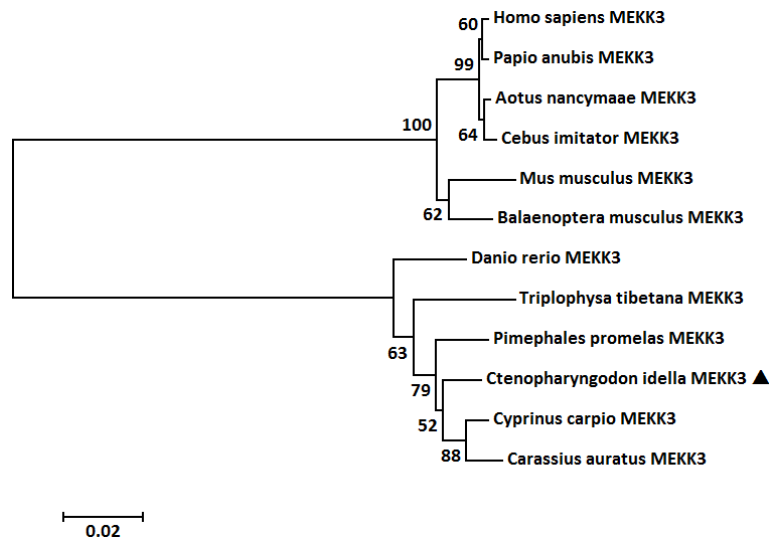 Homo sapiens MEKK3
60
Papio anubis MEKK3
99
Aotus nancymaae MEKK3
100
64
Cebus imitator MEKK3
Mus musculus MEKK3
62
Balaenoptera musculus MEKK3
Danio rerio MEKK3
Triplophysa tibetana MEKK3
63
Pimephales promelas MEKK3
79
Ctenopharyngodon idella MEKK3 ▲
52
Cyprinus carpio MEKK3
88
Carassius auratus MEKK3
0.02